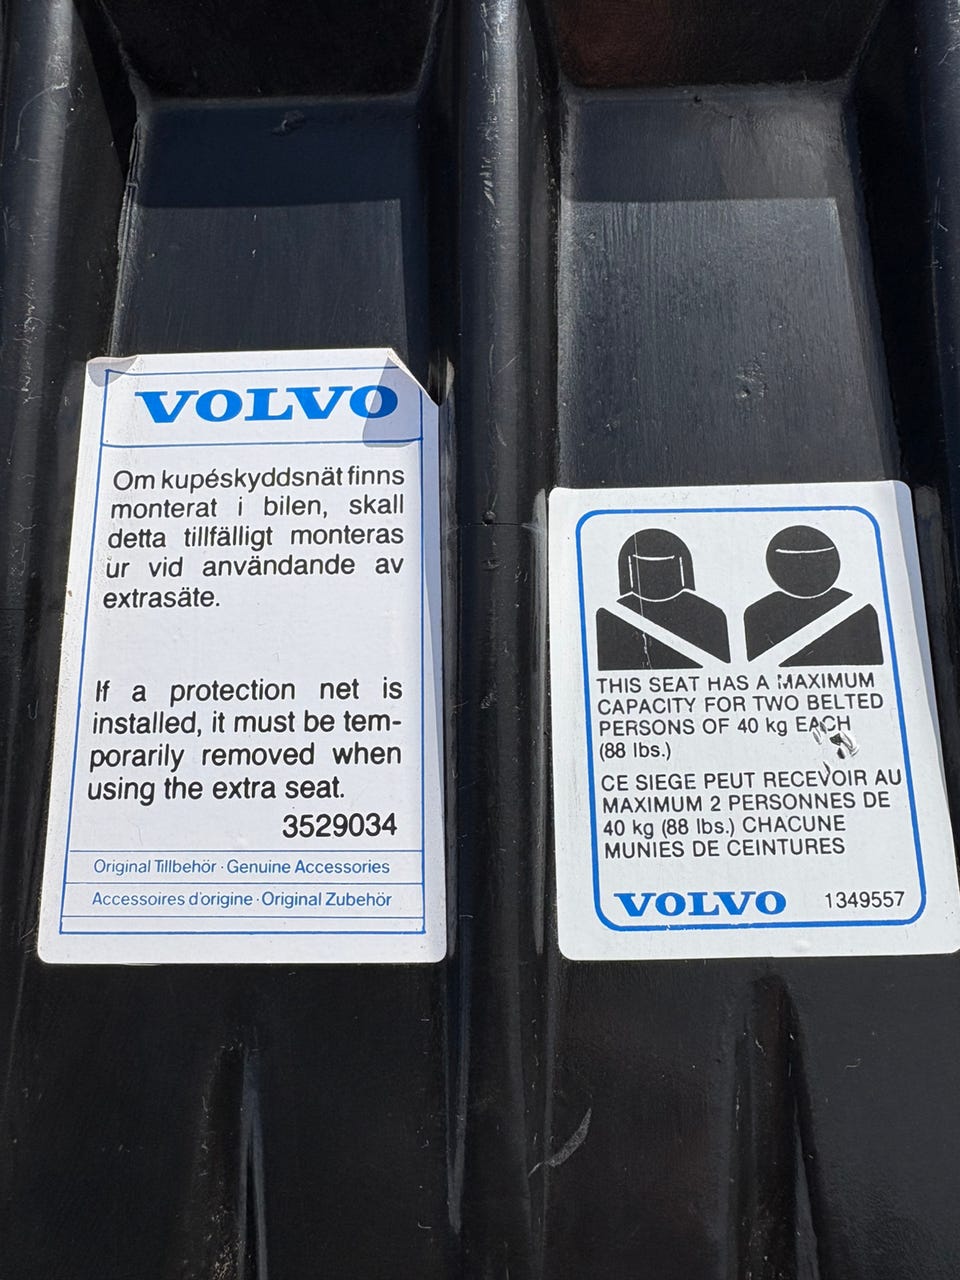 VOLVO
Om kupéskyddsnät finns
monterat i bilen, skall
detta tillfälligt monteras
ur vid användande av
extrasäte.
If a protection net is
installed, it must be tem-
porarily removed when
using the extra seat.
3529034
Original Tillbehör · Genuine Accessories
Accessoires d'origine · Original Zubehör
THIS SEAT HAS A MAXIMUM
CAPACITY FOR TWO BELTED
PERSONS OF 40 kg EACH
(88 lbs.)
CE SIEGE PEUT RECEVOIR AU
MAXIMUM 2 PERSONNES DE
40 kg (88 lbs.) CHACUNE
MUNIES DE CEINTURES
VOLVO 1349557